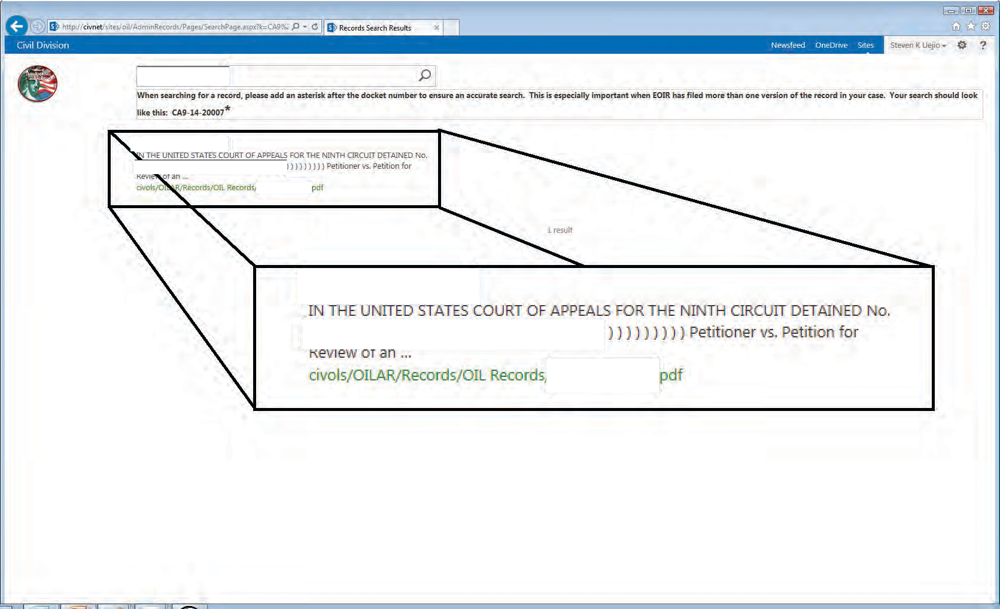 http://civnet/sites/oil/AdminRecords/Pages/SearchPage.aspx?k=CA9%
Records Search Results
Civil Division
Newsfeed OneDrive Sites Steven K Uejio ?
When searching for a record, please add an asterisk after the docket number to ensure an accurate search. This is especially important when EOIR has filed more than one version of the record in your case. Your search should look
like this: CA9-14-20007*
IN THE UNITED STATES COURT OF APPEALS FOR THE NINTH CIRCUIT DETAINED No.
) ) ) ) ) ) ) ) ) Petitioner vs. Petition for
Review of an ...
civols/OILAR/Records/OIL Records/ pdf
1 result
IN THE UNITED STATES COURT OF APPEALS FOR THE NINTH CIRCUIT DETAINED No.
) ) ) ) ) ) ) ) ) Petitioner vs. Petition for
Review of an ...
civols/OILAR/Records/OIL Records/ pdf